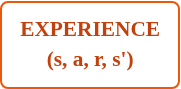 EXPERIENCE
(s, a, r, s')